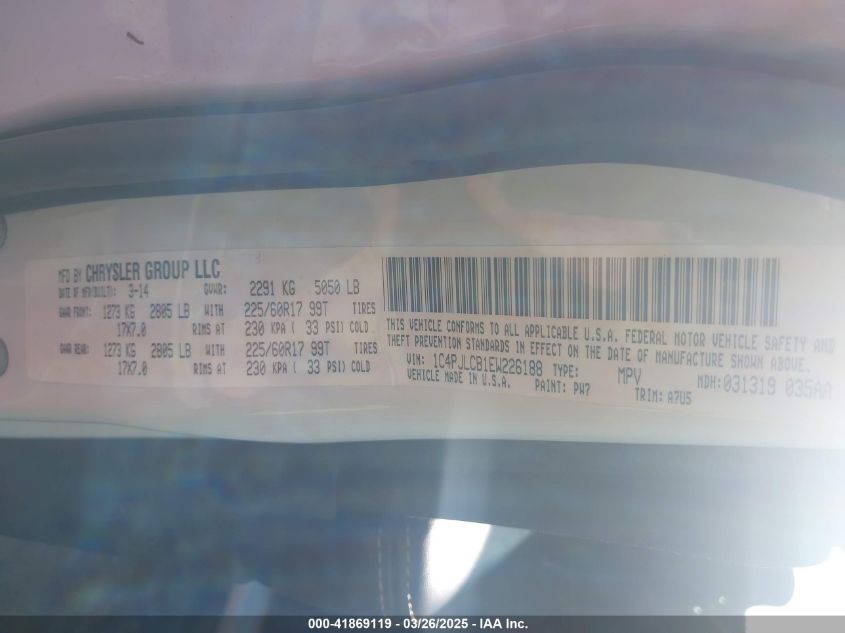 MFD BY CHRYSLER GROUP LLC
DATE OF MFR(BUILT): 3-14 GVWR: 2291 KG 5050 LB
GAWR FRONT: 1273 KG 2805 LB WITH 225/60R17 99T TIRES
17X7.0 RIMS AT 230 KPA ( 33 PSI) COLD
GAWR REAR: 1273 KG 2805 LB WITH 225/60R17 99T TIRES
17X7.0 RIMS AT 230 KPA ( 33 PSI) COLD
THIS VEHICLE CONFORMS TO ALL APPLICABLE U.S.A. FEDERAL MOTOR VEHICLE SAFETY AND
THEFT PREVENTION STANDARDS IN EFFECT ON THE DATE OF MANUFACTURE SHOWN ABOVE.
VIN: 1C4PJLCB1EW226188 TYPE: MPV MDH: 031319 035AA
VEHICLE MADE IN U.S.A. PAINT: PW7 TRIM: A7U5
000-41869119 - 03/26/2025 - IAA Inc.